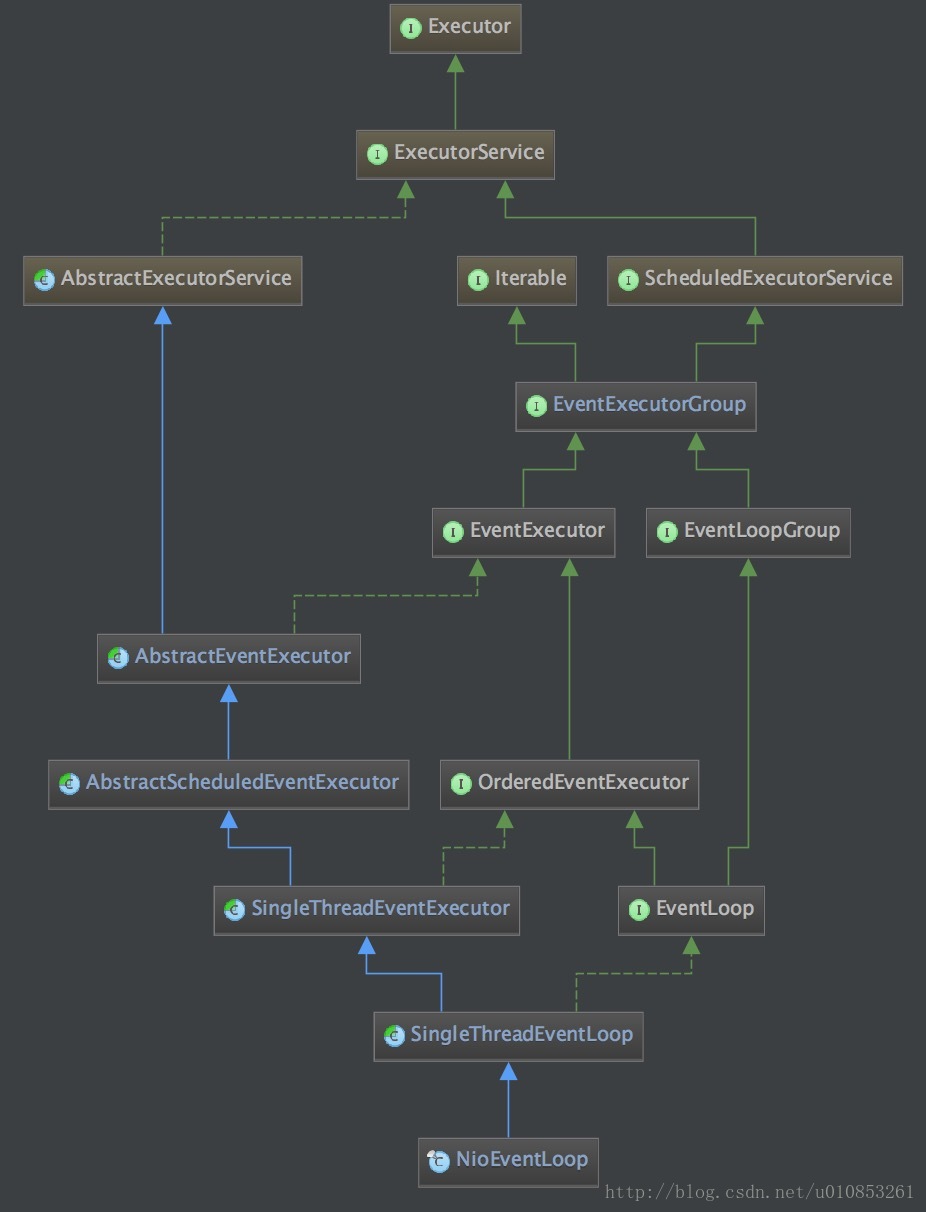 Executor
ExecutorService
AbstractExecutorService
Iterable
ScheduledExecutorService
EventExecutorGroup
EventExecutor
EventLoopGroup
AbstractEventExecutor
AbstractScheduledEventExecutor
OrderedEventExecutor
SingleThreadEventExecutor
EventLoop
SingleThreadEventLoop
NioEventLoop
http://blog.csdn.net/u010853261